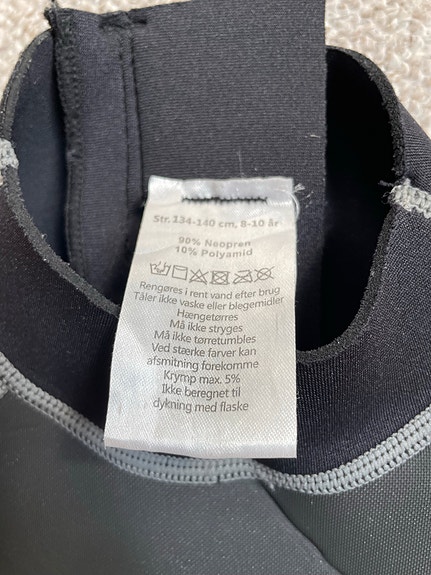 Str. 134-140 cm, 8-10 år
90% Neopren
10% Polyamid
Rengøres i rent vand efter brug
Tåler ikke vaske eller blegemidler
Hængetørres
Må ikke stryges
Må ikke tørretumbles
Ved stærke farver kan
afsmitning forekomme
Krymp max. 5%
Ikke beregnet til
dykning med flaske